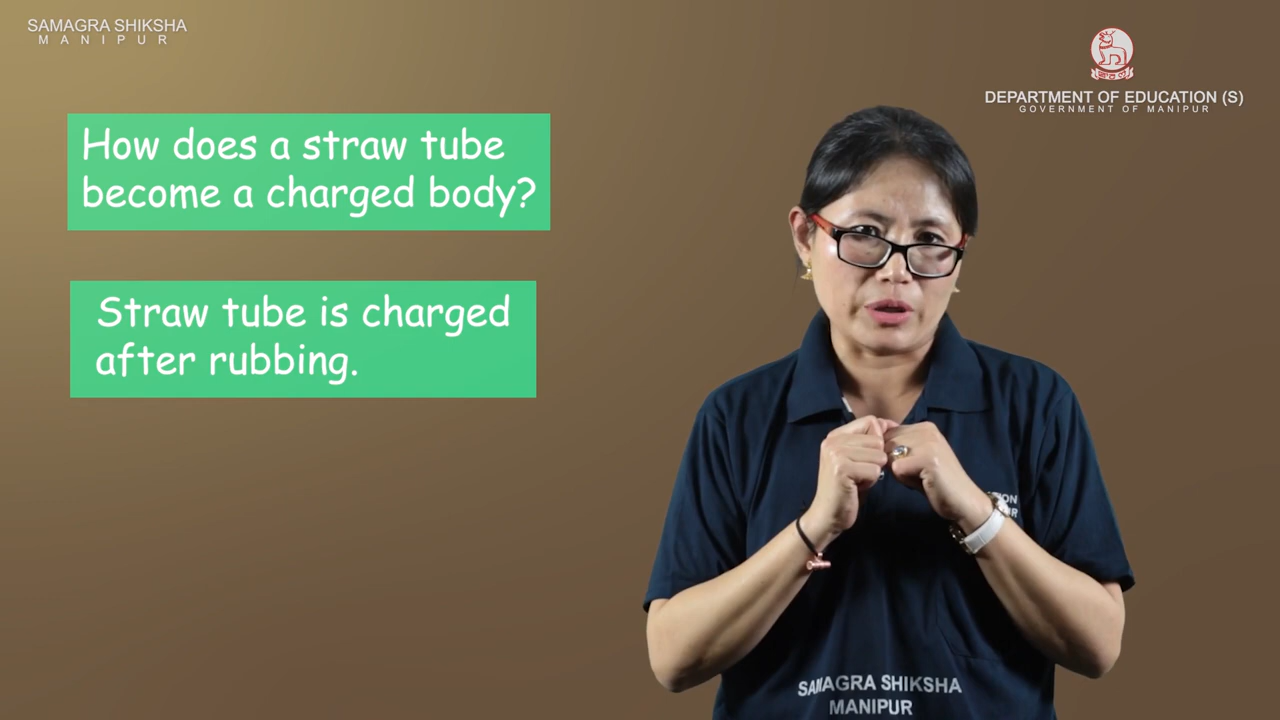 SAMAGRA SHIKSHA
MANIPUR
DEPARTMENT OF EDUCATION (S)
GOVERNMENT OF MANIPUR
How does a straw tube
become a charged body?
Straw tube is charged
after rubbing.
SAMAGRA SHIKSHA
MANIPUR